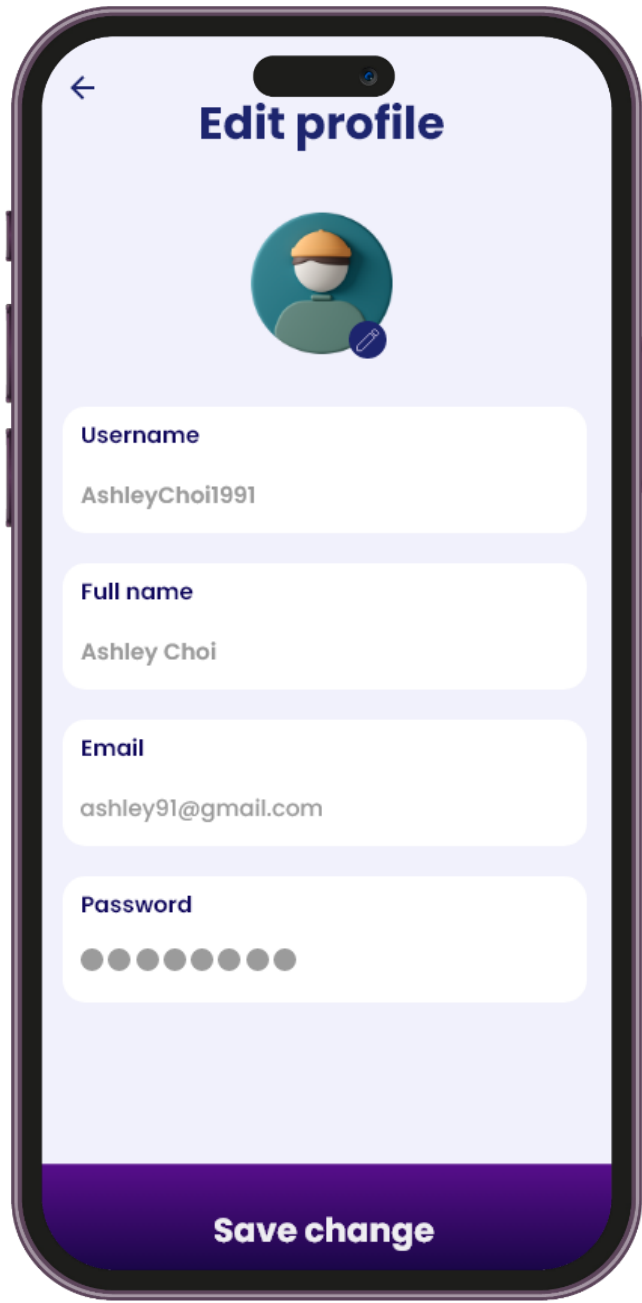 Edit profile
Username
AshleyChoi1991
Full name
Ashley Choi
Email
ashley91@gmail.com
Password
Save change